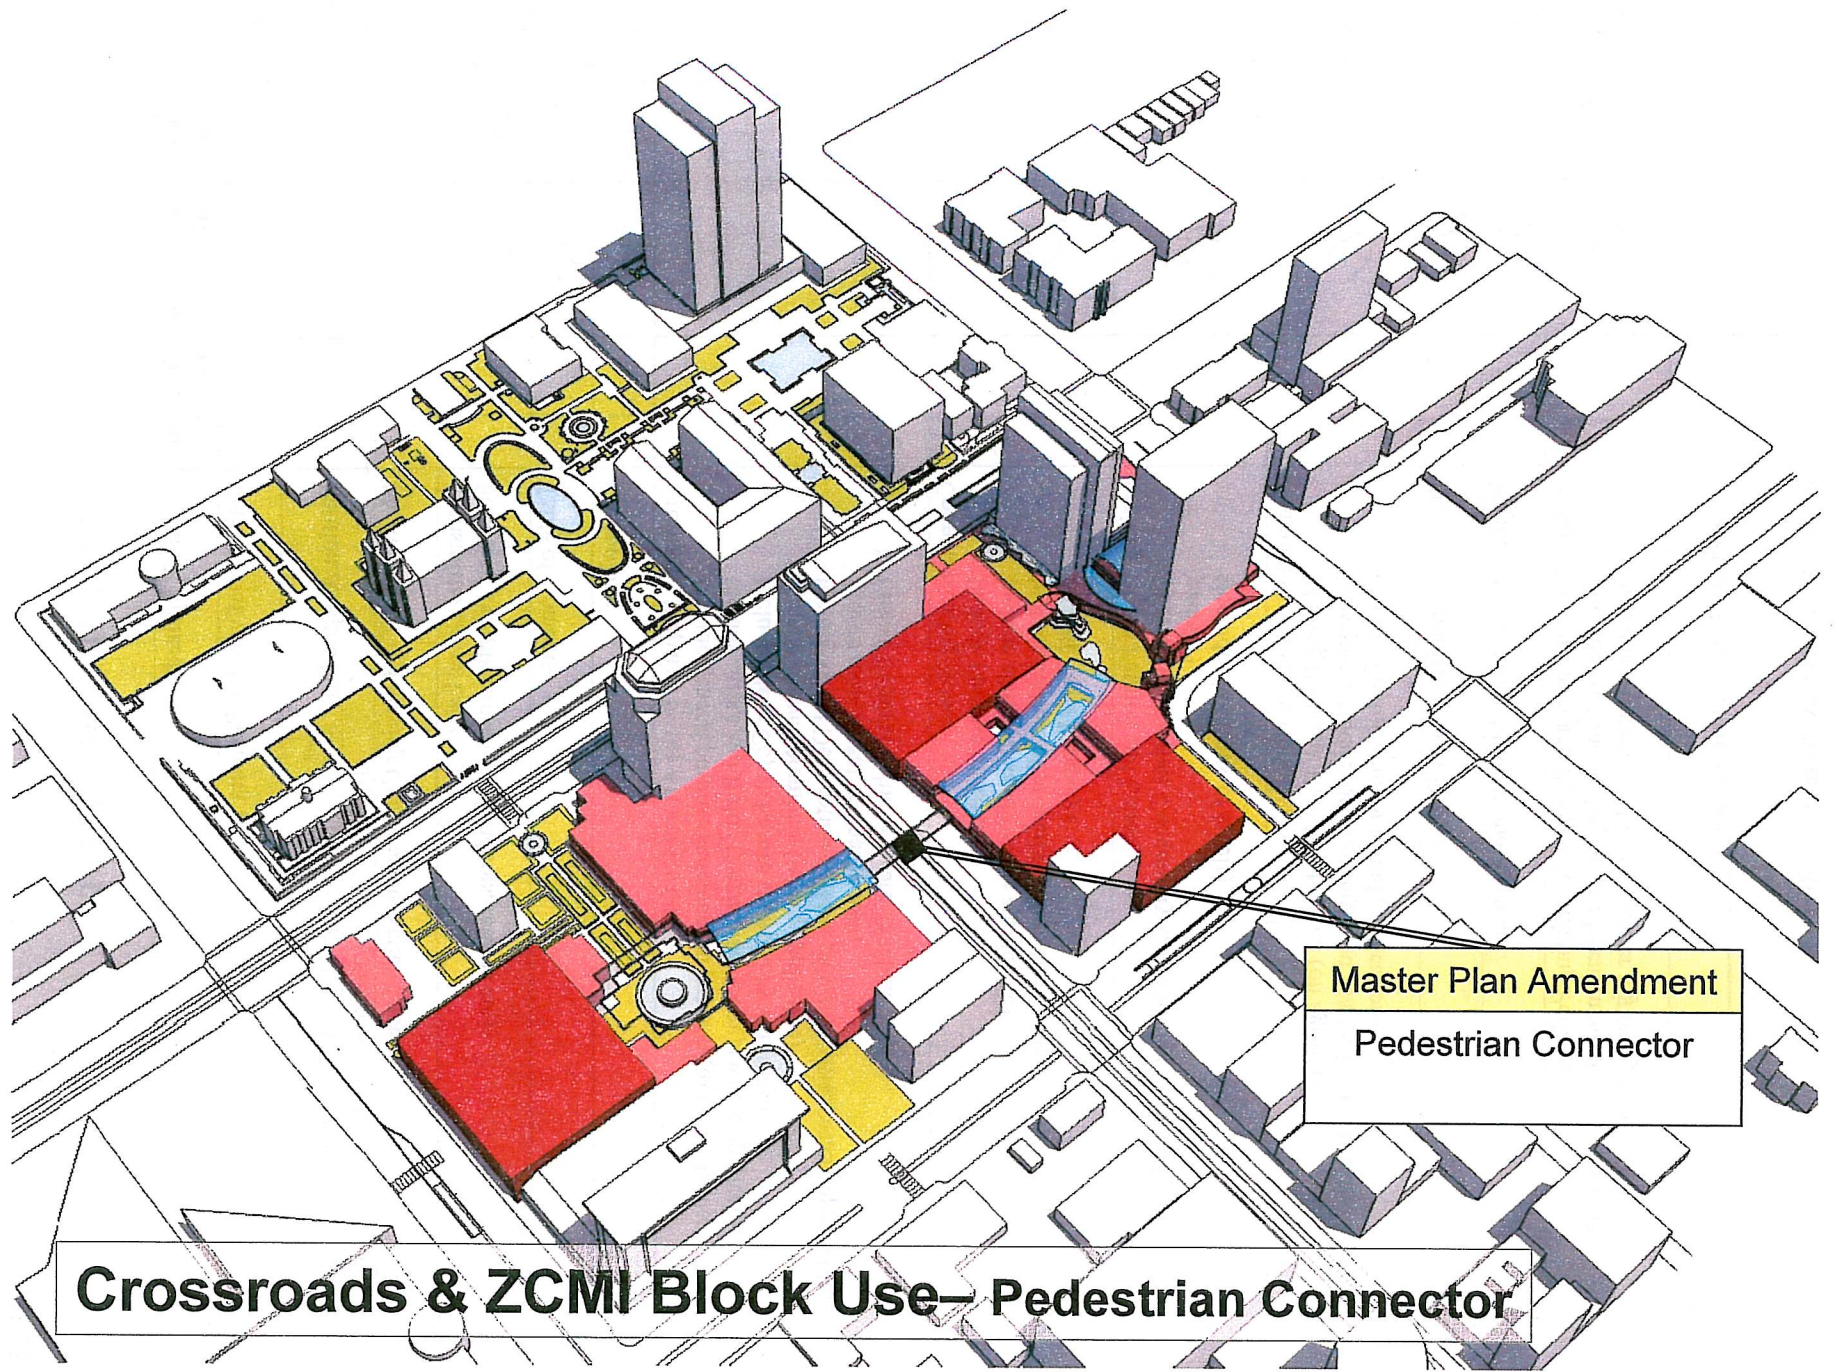 Master Plan Amendment
Pedestrian Connector
Crossroads & ZCMI Block Use– Pedestrian Connector